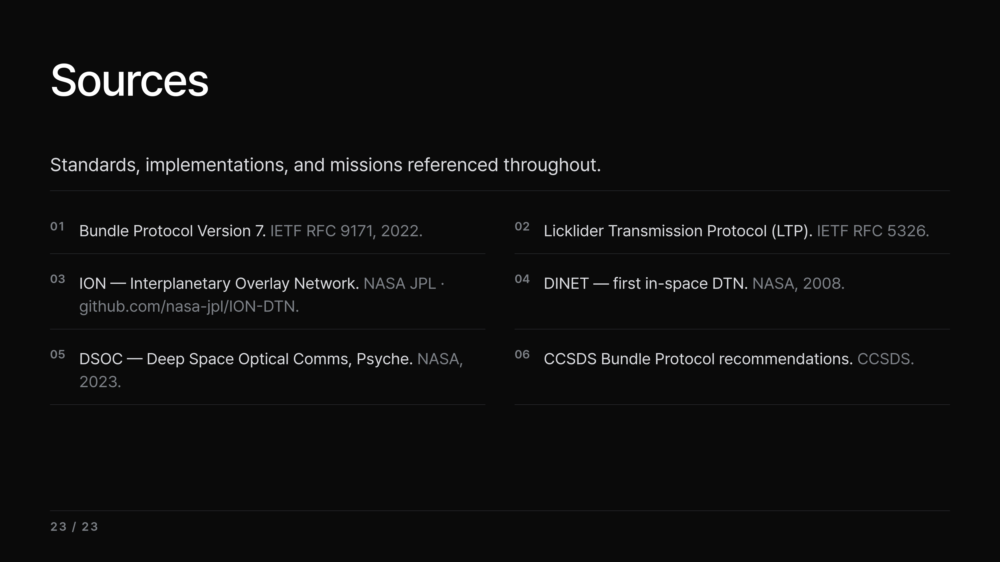 Sources
Standards, implementations, and missions referenced throughout.
01 Bundle Protocol Version 7. IETF RFC 9171, 2022.
02 Licklider Transmission Protocol (LTP). IETF RFC 5326.
03 ION — Interplanetary Overlay Network. NASA JPL ·
github.com/nasa-jpl/ION-DTN.
04 DINET — first in-space DTN. NASA, 2008.
05 DSOC — Deep Space Optical Comms, Psyche. NASA,
2023.
06 CCSDS Bundle Protocol recommendations. CCSDS.
23 / 23